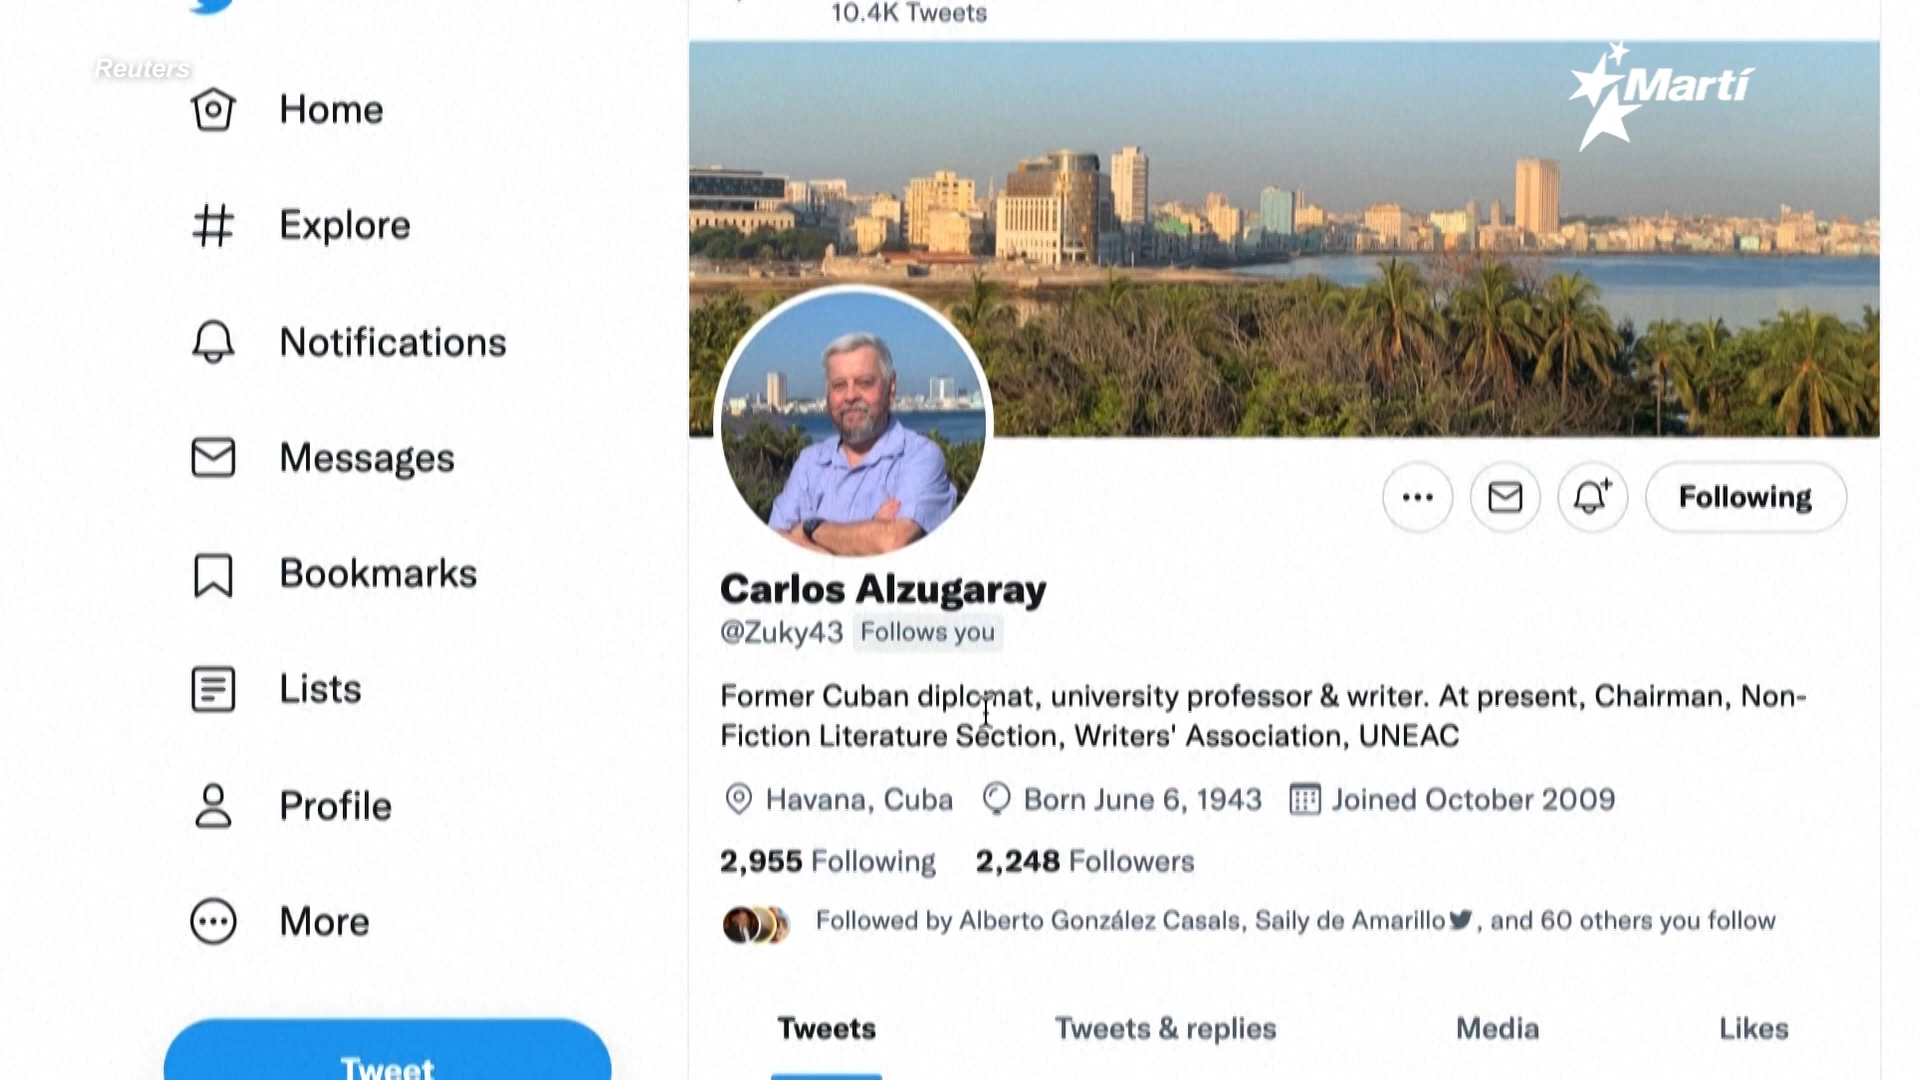 10.4K Tweets
Reuters
Martí
Home
Explore
Notifications
Messages
Bookmarks
Lists
Profile
More
Tweet
Following
Carlos Alzugaray
@Zuky43 Follows you
Former Cuban diplomat, university professor & writer. At present, Chairman, Non-
Fiction Literature Section, Writers' Association, UNEAC
Havana, Cuba Born June 6, 1943 Joined October 2009
2,955 Following 2,248 Followers
Followed by Alberto González Casals, Saily de Amarillo, and 60 others you follow
Tweets Tweets & replies Media Likes